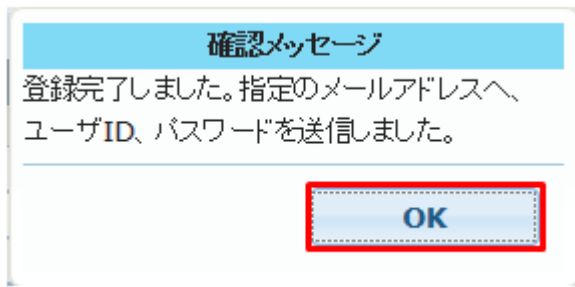 確認メッセージ
登録完了しました。指定のメールアドレスへ、
ユーザID、パスワードを送信しました。
OK